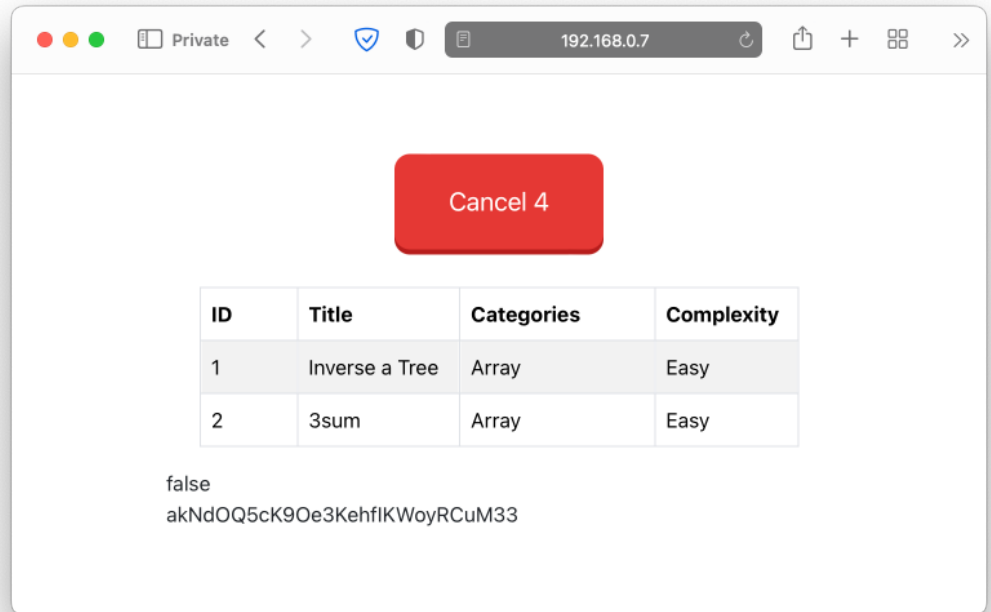 Private
192.168.0.7
Cancel 4
ID Title Categories Complexity
1 Inverse a Tree Array Easy
2 3sum Array Easy
false
akNdOQ5cK9Oe3KehflKWoyRCuM33